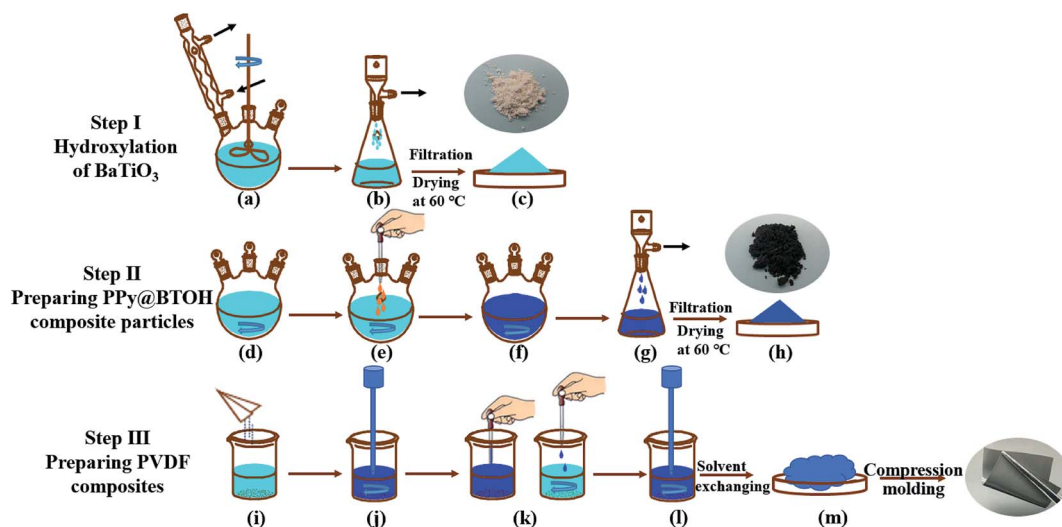 Step I
Hydroxylation
of BaTiO3
Filtration
Drying
at 60 °C
(a)
(b)
(c)
Step II
Preparing PPy@BTOH
composite particles
Filtration
Drying
at 60 °C
(d)
(e)
(f)
(g)
(h)
Step III
Preparing PVDF
composites
Solvent
exchanging
Compression
molding
(i)
(j)
(k)
(l)
(m)